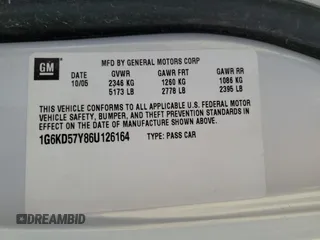 GM
MFD BY GENERAL MOTORS CORP
DATE GVWR GAWR FRT GAWR RR
10/05 2346 KG 1260 KG 1086 KG
5173 LB 2778 LB 2395 LB
THIS VEHICLE CONFORMS TO ALL APPLICABLE U.S. FEDERAL MOTOR
VEHICLE SAFETY, BUMPER, AND THEFT PREVENTION STANDARDS IN
EFFECT ON THE DATE OF MANUFACTURE SHOWN ABOVE.
1G6KD57Y86U126164 TYPE: PASS CAR
DREAMBID